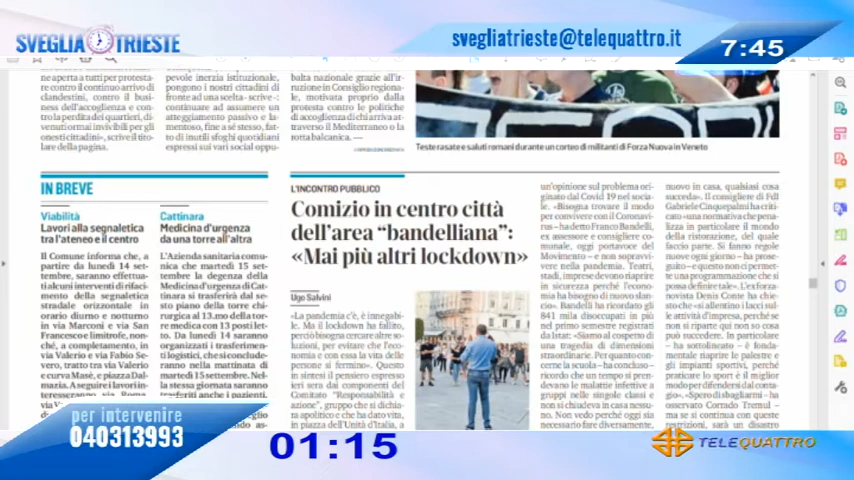 SVEGLIA TRIESTE
svegliatrieste@telequattro.it
7:45
ne aperta a tutti per protesta-
re contro il continuo arrivo di
clandestini, contro il busi-
ness dell'accoglienza e con-
tro la perdita dei quartieri, di-
venuti ormai invisibili per gli
onesti cittadini», scrive il tito-
lare della pagina.
pevole inerzia istituzionale,
pongono i nostri cittadini di
fronte ad una scelta - scrive -:
continuare ad assumere un
atteggiamento passivo e la-
mentoso, fine a sé stesso, fat-
to di inutili sfoghi quotidiani
espressi sui vari social oppu-
balta nazionale grazie all'ir-
ruzione in Consiglio regiona-
le, motivata proprio dalla
protesta contro le politiche
di accoglienza di chi arriva at-
traverso il Mediterraneo o la
rotta balcanica. —
Teste rasate e saluti romani durante un corteo di militanti di Forza Nuova in Veneto
IN BREVE
Viabilità
Lavori alla segnaletica
tra l'ateneo e il centro
Il Comune informa che, a
partire da lunedì 14 set-
tembre, saranno effettua-
ti alcuni interventi di rifaci-
mento della segnaletica
stradale orizzontale in
orario diurno e notturno
in via Marconi e via San
Francesco e limitrofe, non-
ché, a completamento, in
via Valerio e via Fabio Se-
vero, tratto tra via Valerio
e curva Masè, e piazza Dal-
mazia. A seguire i lavori in-
teresseranno via Roma,
Cattinara
Medicina d'urgenza
da una torre all'altra
L'Azienda sanitaria comu-
nica che martedì 15 set-
tembre la degenza della
Medicina d'urgenza di Cat-
tinara si trasferirà dal se-
sto piano della torre chi-
rurgica al 13.mo della tor-
re medica con 13 posti let-
to. Da lunedì 14 saranno
organizzati i trasferimen-
ti logistici, che si conclude-
ranno nella mattinata di
martedì 15 settembre. Nel-
la stessa giornata saranno
trasferiti anche i pazienti.
L'INCONTRO PUBBLICO
Comizio in centro città
dell'area “bandelliana”:
«Mai più altri lockdown»
Ugo Salvini
«La pandemia c'è, è innegabi-
le. Ma il lockdown ha fallito,
perciò bisogna cercare altre so-
luzioni, per evitare che l'eco-
nomia e con essa la vita delle
persone si fermino». Questo
in sintesi il pensiero espresso
ieri sera dai componenti del
Comitato “Responsabilità e
azione”, gruppo che si dichia-
ra apolitico e che ha dato vita,
in piazza dell'Unità d'Italia, a
un'opinione sul problema ori-
ginato dal Covid 19 nel socia-
le. «Bisogna trovare il modo
per convivere con il Coronavi-
rus – ha detto Franco Bandelli,
ex assessore e consigliere co-
munale, oggi portavoce del
Movimento – e non sopravvi-
vere nella pandemia. Teatri,
stadi, imprese devono riaprire
in sicurezza perché l'econo-
mia ha bisogno di nuovo slan-
cio». Bandelli ha ricordato gli
841 mila disoccupati in più
nel primo semestre registrati
da Istat: «Siamo al cospetto di
una tragedia di dimensioni
straordinarie. Per quanto con-
cerne la scuola – ha concluso –
ricordo che un tempo si pren-
devano le malattie infettive a
gruppi nelle singole classi e
non si chiudeva in casa nessu-
no. Non vedo perché oggi sia
necessario fare diversamente,
nuovo in casa, qualsiasi cosa
succeda». Il consigliere di FdI
Gabriele Cinquepalmi ha criti-
cato «una normativa che pena-
lizza in particolare il mondo
della ristorazione, del quale
faccio parte. Si fanno regole
nuove ogni giorno – ha prose-
guito – e questo non ci permet-
te una programmazione che si
possa definire tale». L'ex forza-
novista Denis Conte ha chie-
sto che «si allentino i lacci sul-
le attività d'impresa, perché se
non si riparte qui non so cosa
può succedere. In particolare
– ha sottolineato – è fonda-
mentale riaprire le palestre e
gli impianti sportivi, perché
praticare lo sport è il miglior
modo per difendersi dal conta-
gio». «Spero di sbagliarmi – ha
osservato Corrado Tremul –
ma se si continua con queste
restrizioni, sarà un disastro
per intervenire
040313993
01:15
TELEQUATTRO